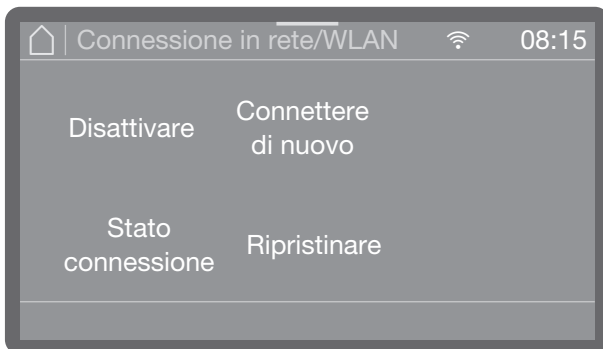 Connessione in rete/WLAN 08:15
Disattivare
Connettere
di nuovo
Stato
connessione
Ripristinare